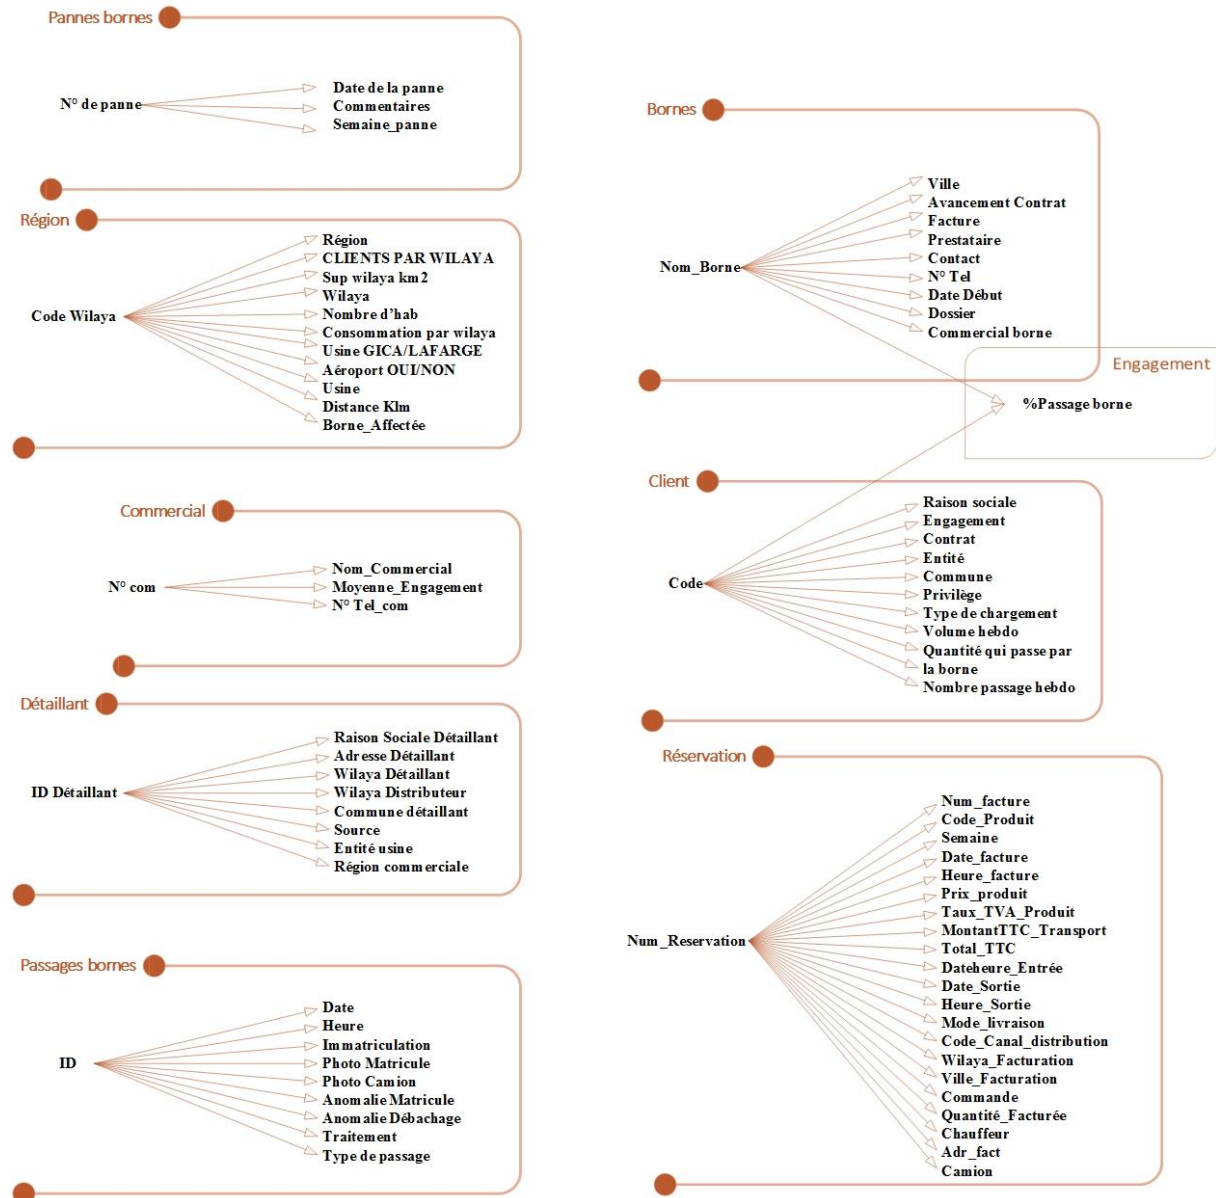 Pannes bornes
N° de panne
Date de la panne
Commentaires
Semaine_panne
Région
Code Wilaya
Région
CLIENTS PAR WILAYA
Sup wilaya km2
Wilaya
Nombre d'hab
Consommation par wilaya
Usine GICA/LAFARGE
Aéroport OUI/NON
Usine
Distance Klm
Borne_Affectée
Commercial
N° com
Nom_Commercial
Moyenne_Engagement
N° Tel_com
Détaillant
ID Détaillant
Raison Sociale Détaillant
Adresse Détaillant
Wilaya Détaillant
Wilaya Distributeur
Commune détaillant
Source
Entité usine
Région commerciale
Passages bornes
ID
Date
Heure
Immatriculation
Photo Matricule
Photo Camion
Anomalie Matricule
Anomalie Débachage
Traitement
Type de passage
Bornes
Nom_Borne
Ville
Avancement Contrat
Facture
Prestataire
Contact
N° Tel
Date Début
Dossier
Commercial borne
Engagement
%Passage borne
Client
Code
Raison sociale
Engagement
Contrat
Entité
Commune
Privilège
Type de chargement
Volume hebdo
Quantité qui passe par
la borne
Nombre passage hebdo
Réservation
Num_Reservation
Num_facture
Code_Produit
Semaine
Date_facture
Heure_facture
Prix_produit
Taux_TVA_Produit
MontantTTC_Transport
Total_TTC
Dateheure_Entrée
Date_Sortie
Heure_Sortie
Mode_livraison
Code_Canal_distribution
Wilaya_Facturation
Ville_Facturation
Commande
Quantité_Facturée
Chauffeur
Adr_fact
Camion